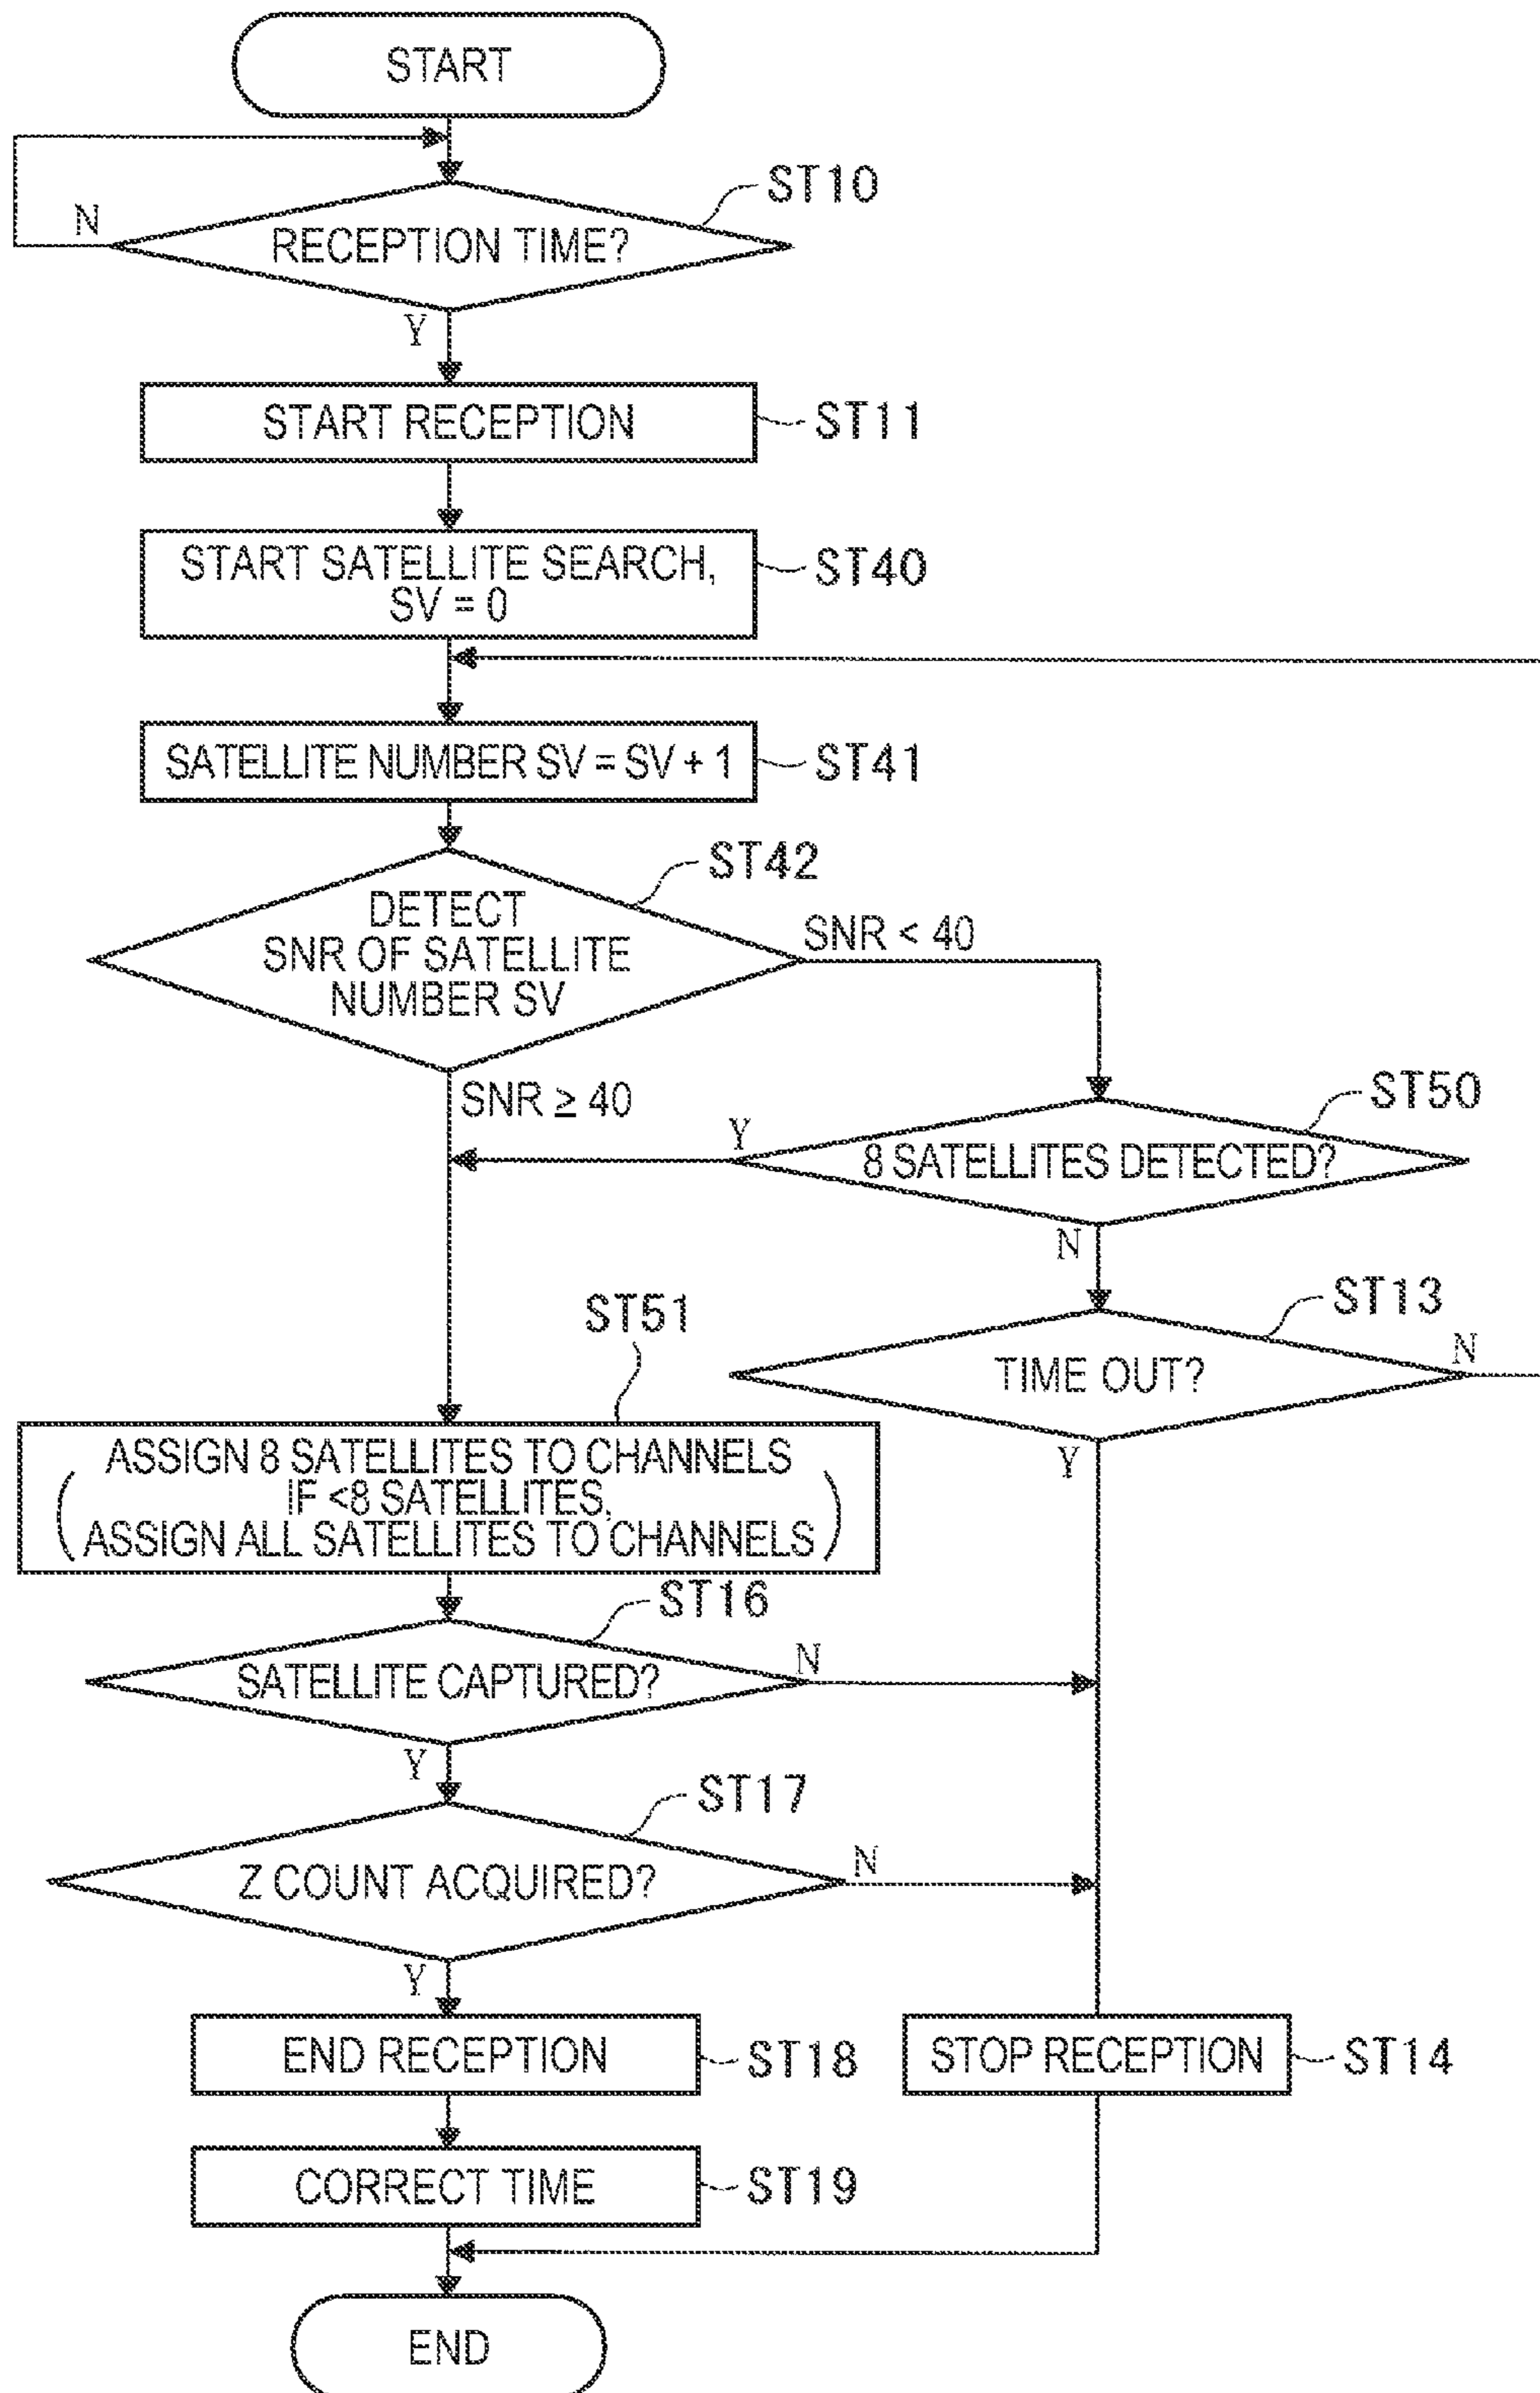 START
ST10
N
RECEPTION TIME?
Y
START RECEPTION
ST11
START SATELLITE SEARCH,
SV = 0
ST40
SATELLITE NUMBER SV = SV + 1
ST41
ST42
DETECT
SNR OF SATELLITE
NUMBER SV
SNR < 40
SNR ≥ 40
ST50
Y
8 SATELLITES DETECTED?
N
ST13
ST51
TIME OUT?
N
Y
ASSIGN 8 SATELLITES TO CHANNELS
( IF <8 SATELLITES,
ASSIGN ALL SATELLITES TO CHANNELS )
ST16
SATELLITE CAPTURED?
N
Y
ST17
Z COUNT ACQUIRED?
N
Y
END RECEPTION
ST18
STOP RECEPTION
ST14
CORRECT TIME
ST19
END